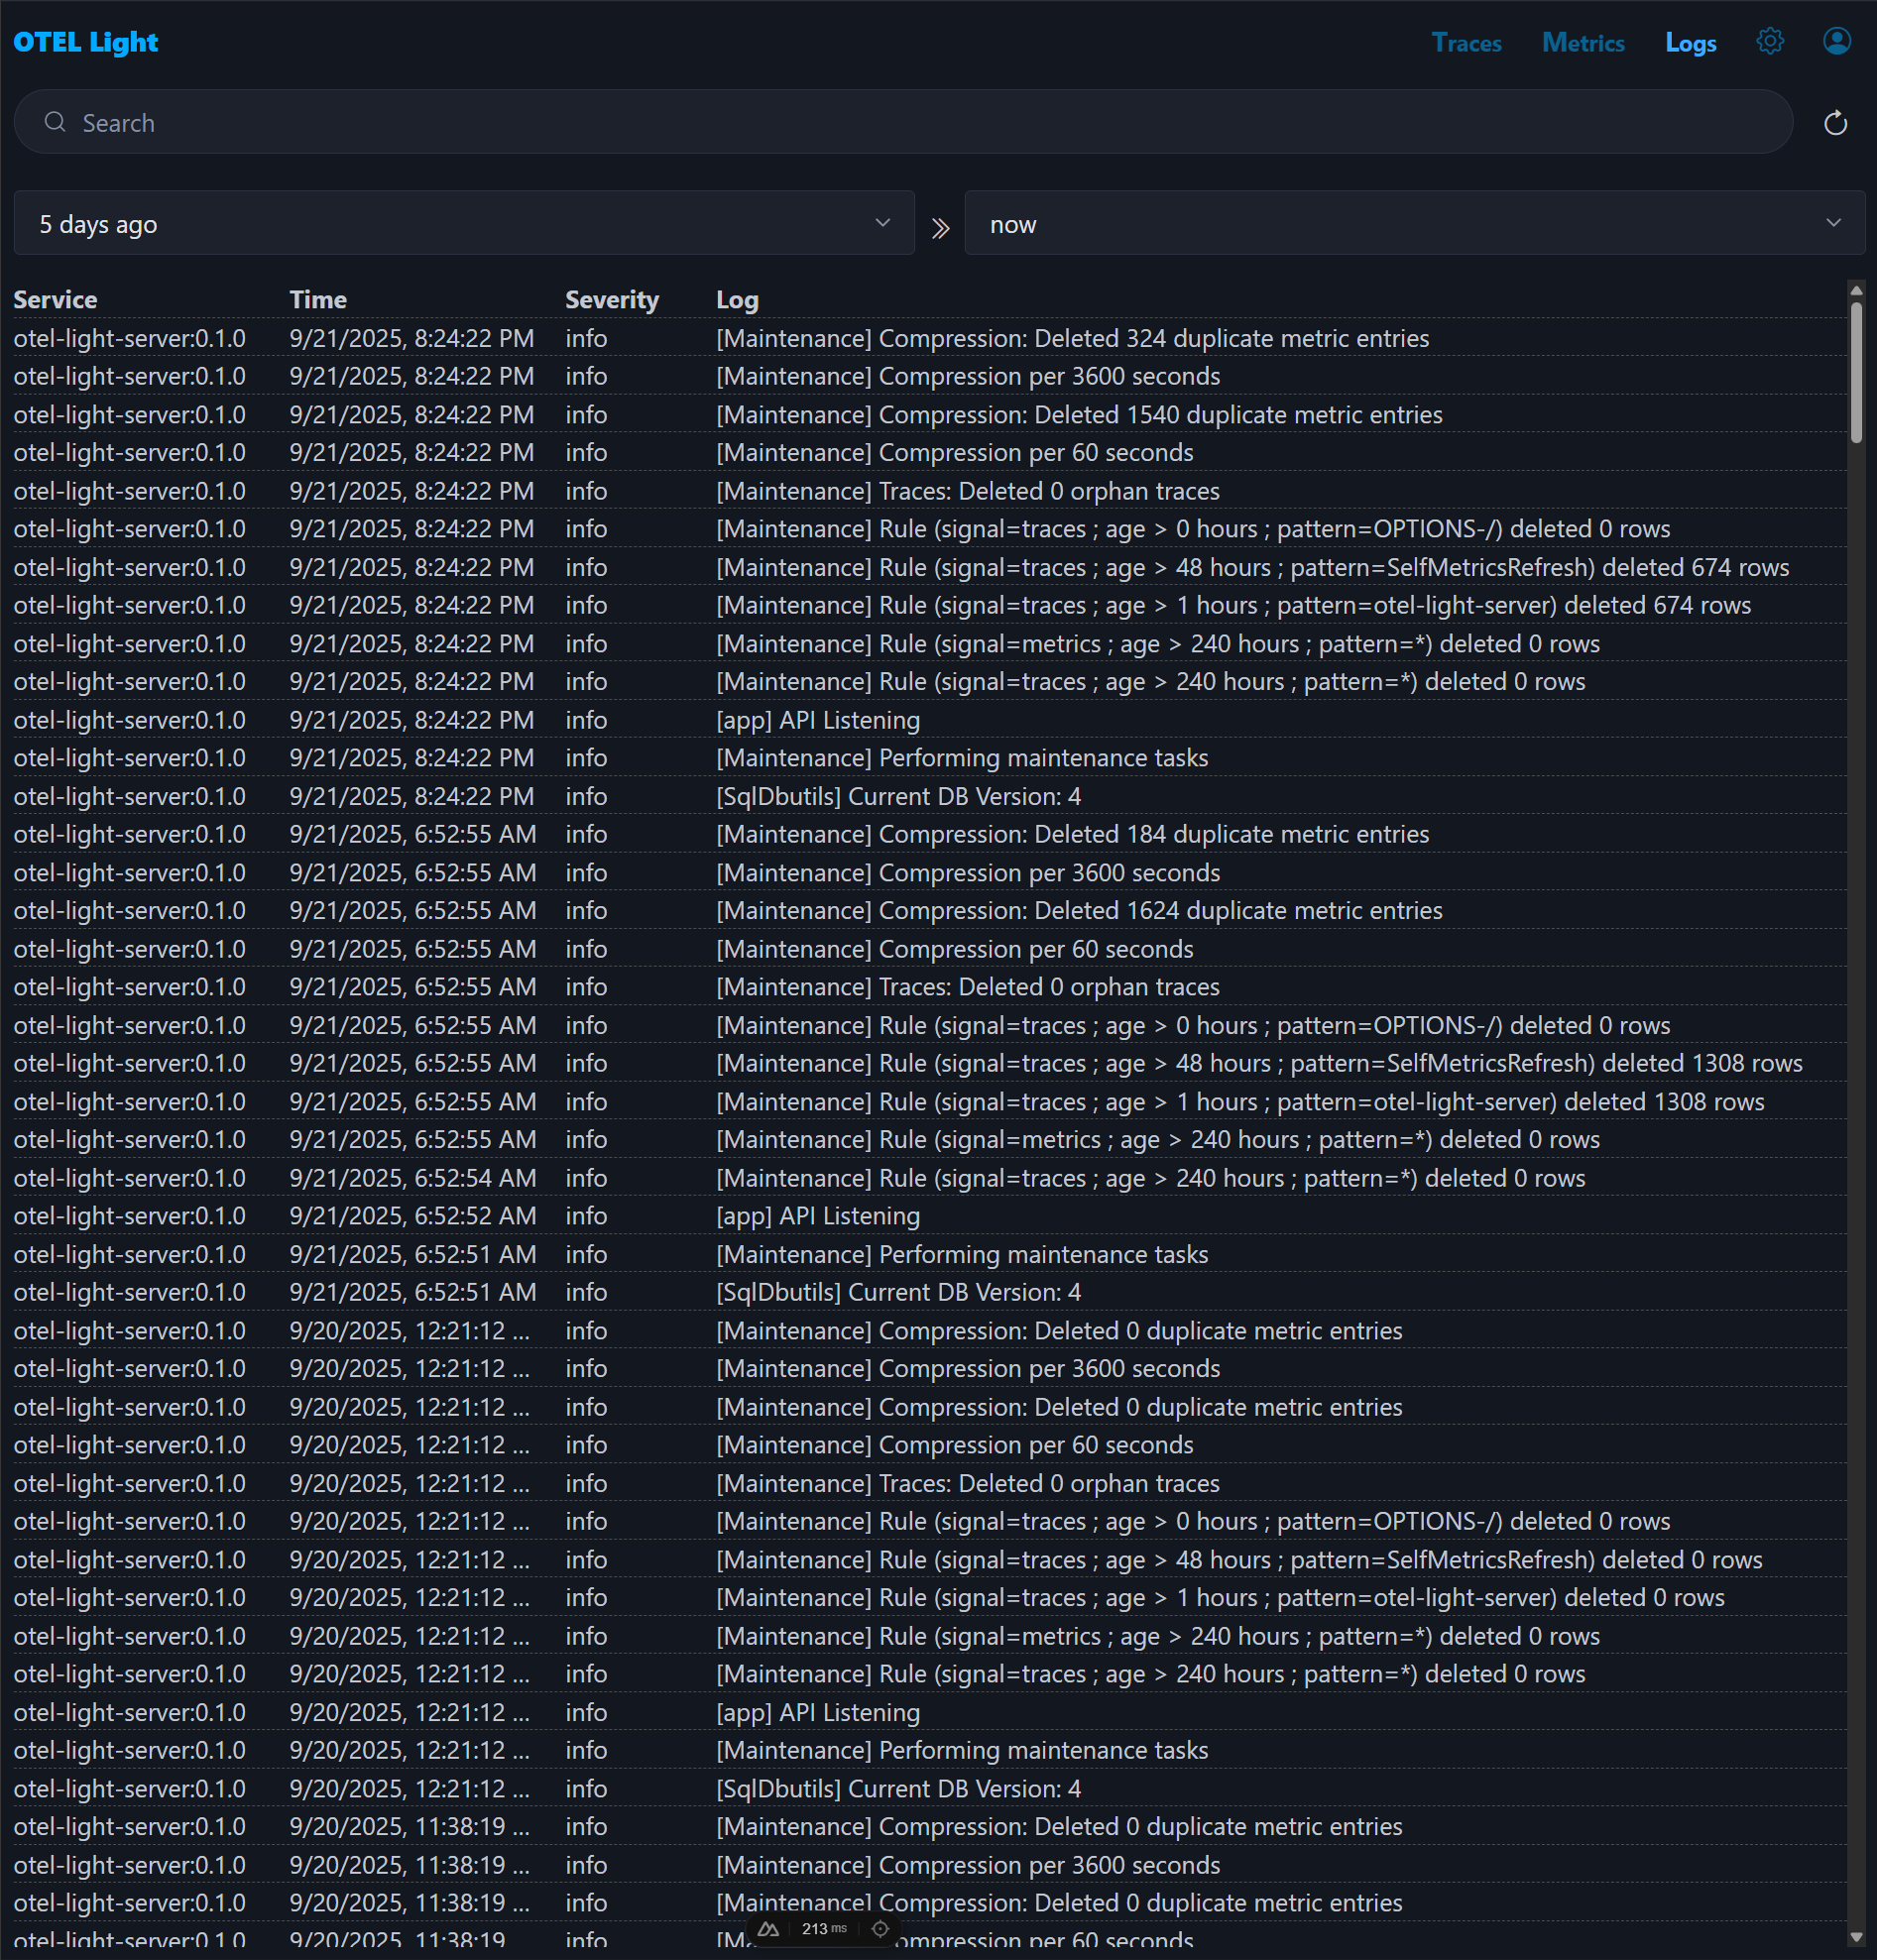 OTEL Light Traces Metrics Logs
Search
5 days ago now
Service Time Severity Log
otel-light-server:0.1.0 9/21/2025, 8:24:22 PM info [Maintenance] Compression: Deleted 324 duplicate metric entries
otel-light-server:0.1.0 9/21/2025, 8:24:22 PM info [Maintenance] Compression per 3600 seconds
otel-light-server:0.1.0 9/21/2025, 8:24:22 PM info [Maintenance] Compression: Deleted 1540 duplicate metric entries
otel-light-server:0.1.0 9/21/2025, 8:24:22 PM info [Maintenance] Compression per 60 seconds
otel-light-server:0.1.0 9/21/2025, 8:24:22 PM info [Maintenance] Traces: Deleted 0 orphan traces
otel-light-server:0.1.0 9/21/2025, 8:24:22 PM info [Maintenance] Rule (signal=traces ; age > 0 hours ; pattern=OPTIONS-/) deleted 0 rows
otel-light-server:0.1.0 9/21/2025, 8:24:22 PM info [Maintenance] Rule (signal=traces ; age > 48 hours ; pattern=SelfMetricsRefresh) deleted 674 rows
otel-light-server:0.1.0 9/21/2025, 8:24:22 PM info [Maintenance] Rule (signal=traces ; age > 1 hours ; pattern=otel-light-server) deleted 674 rows
otel-light-server:0.1.0 9/21/2025, 8:24:22 PM info [Maintenance] Rule (signal=metrics ; age > 240 hours ; pattern=*) deleted 0 rows
otel-light-server:0.1.0 9/21/2025, 8:24:22 PM info [Maintenance] Rule (signal=traces ; age > 240 hours ; pattern=*) deleted 0 rows
otel-light-server:0.1.0 9/21/2025, 8:24:22 PM info [app] API Listening
otel-light-server:0.1.0 9/21/2025, 8:24:22 PM info [Maintenance] Performing maintenance tasks
otel-light-server:0.1.0 9/21/2025, 8:24:22 PM info [SqlDbutils] Current DB Version: 4
otel-light-server:0.1.0 9/21/2025, 6:52:55 AM info [Maintenance] Compression: Deleted 184 duplicate metric entries
otel-light-server:0.1.0 9/21/2025, 6:52:55 AM info [Maintenance] Compression per 3600 seconds
otel-light-server:0.1.0 9/21/2025, 6:52:55 AM info [Maintenance] Compression: Deleted 1624 duplicate metric entries
otel-light-server:0.1.0 9/21/2025, 6:52:55 AM info [Maintenance] Compression per 60 seconds
otel-light-server:0.1.0 9/21/2025, 6:52:55 AM info [Maintenance] Traces: Deleted 0 orphan traces
otel-light-server:0.1.0 9/21/2025, 6:52:55 AM info [Maintenance] Rule (signal=traces ; age > 0 hours ; pattern=OPTIONS-/) deleted 0 rows
otel-light-server:0.1.0 9/21/2025, 6:52:55 AM info [Maintenance] Rule (signal=traces ; age > 48 hours ; pattern=SelfMetricsRefresh) deleted 1308 rows
otel-light-server:0.1.0 9/21/2025, 6:52:55 AM info [Maintenance] Rule (signal=traces ; age > 1 hours ; pattern=otel-light-server) deleted 1308 rows
otel-light-server:0.1.0 9/21/2025, 6:52:55 AM info [Maintenance] Rule (signal=metrics ; age > 240 hours ; pattern=*) deleted 0 rows
otel-light-server:0.1.0 9/21/2025, 6:52:54 AM info [Maintenance] Rule (signal=traces ; age > 240 hours ; pattern=*) deleted 0 rows
otel-light-server:0.1.0 9/21/2025, 6:52:52 AM info [app] API Listening
otel-light-server:0.1.0 9/21/2025, 6:52:51 AM info [Maintenance] Performing maintenance tasks
otel-light-server:0.1.0 9/21/2025, 6:52:51 AM info [SqlDbutils] Current DB Version: 4
otel-light-server:0.1.0 9/20/2025, 12:21:12 ... info [Maintenance] Compression: Deleted 0 duplicate metric entries
otel-light-server:0.1.0 9/20/2025, 12:21:12 ... info [Maintenance] Compression per 3600 seconds
otel-light-server:0.1.0 9/20/2025, 12:21:12 ... info [Maintenance] Compression: Deleted 0 duplicate metric entries
otel-light-server:0.1.0 9/20/2025, 12:21:12 ... info [Maintenance] Compression per 60 seconds
otel-light-server:0.1.0 9/20/2025, 12:21:12 ... info [Maintenance] Traces: Deleted 0 orphan traces
otel-light-server:0.1.0 9/20/2025, 12:21:12 ... info [Maintenance] Rule (signal=traces ; age > 0 hours ; pattern=OPTIONS-/) deleted 0 rows
otel-light-server:0.1.0 9/20/2025, 12:21:12 ... info [Maintenance] Rule (signal=traces ; age > 48 hours ; pattern=SelfMetricsRefresh) deleted 0 rows
otel-light-server:0.1.0 9/20/2025, 12:21:12 ... info [Maintenance] Rule (signal=traces ; age > 1 hours ; pattern=otel-light-server) deleted 0 rows
otel-light-server:0.1.0 9/20/2025, 12:21:12 ... info [Maintenance] Rule (signal=metrics ; age > 240 hours ; pattern=*) deleted 0 rows
otel-light-server:0.1.0 9/20/2025, 12:21:12 ... info [Maintenance] Rule (signal=traces ; age > 240 hours ; pattern=*) deleted 0 rows
otel-light-server:0.1.0 9/20/2025, 12:21:12 ... info [app] API Listening
otel-light-server:0.1.0 9/20/2025, 12:21:12 ... info [Maintenance] Performing maintenance tasks
otel-light-server:0.1.0 9/20/2025, 12:21:12 ... info [SqlDbutils] Current DB Version: 4
otel-light-server:0.1.0 9/20/2025, 11:38:19 ... info [Maintenance] Compression: Deleted 0 duplicate metric entries
otel-light-server:0.1.0 9/20/2025, 11:38:19 ... info [Maintenance] Compression per 3600 seconds
otel-light-server:0.1.0 9/20/2025, 11:38:19 ... info [Maintenance] Compression: Deleted 0 duplicate metric entries
213 ms
otel-light-server:0.1.0 9/20/2025, 11:38:19 info per 60 seconds